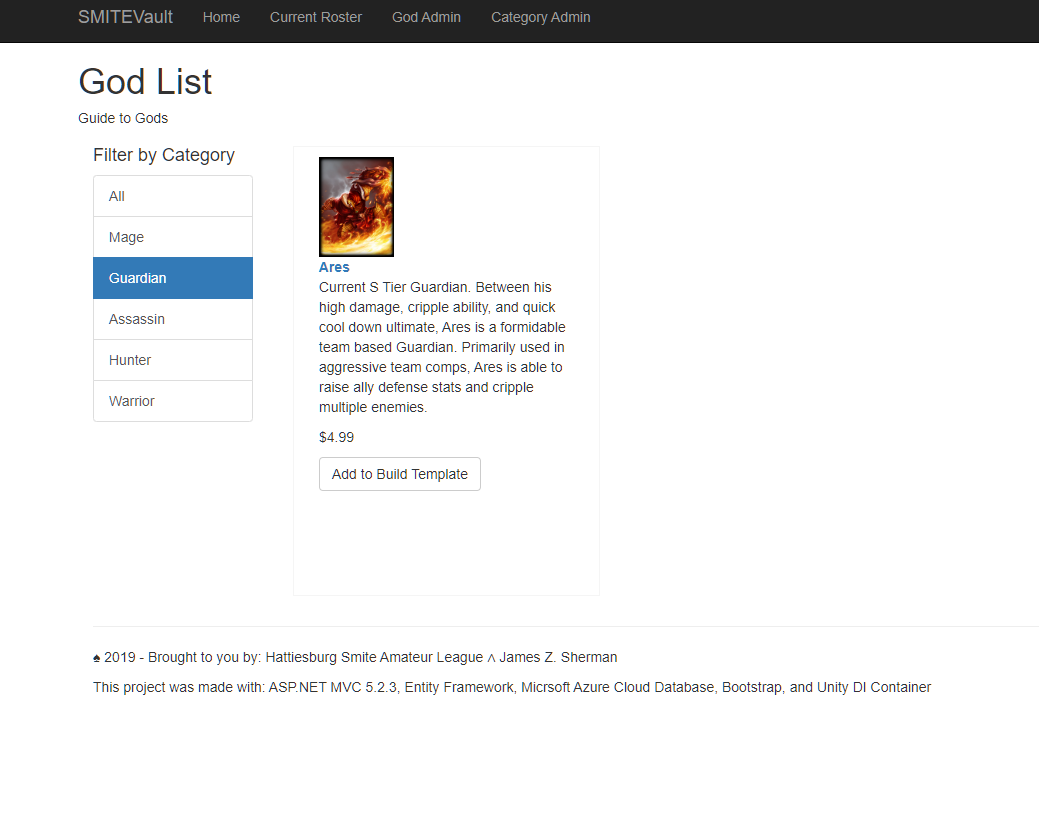 SMITEVault Home Current Roster God Admin Category Admin
God List
Guide to Gods
Filter by Category
All
Mage
Guardian
Assassin
Hunter
Warrior
Ares
Current S Tier Guardian. Between his
high damage, cripple ability, and quick
cool down ultimate, Ares is a formidable
team based Guardian. Primarily used in
aggressive team comps, Ares is able to
raise ally defense stats and cripple
multiple enemies.
$4.99
Add to Build Template
♠ 2019 - Brought to you by: Hattiesburg Smite Amateur League ∧ James Z. Sherman
This project was made with: ASP.NET MVC 5.2.3, Entity Framework, Micrsoft Azure Cloud Database, Bootstrap, and Unity DI Container